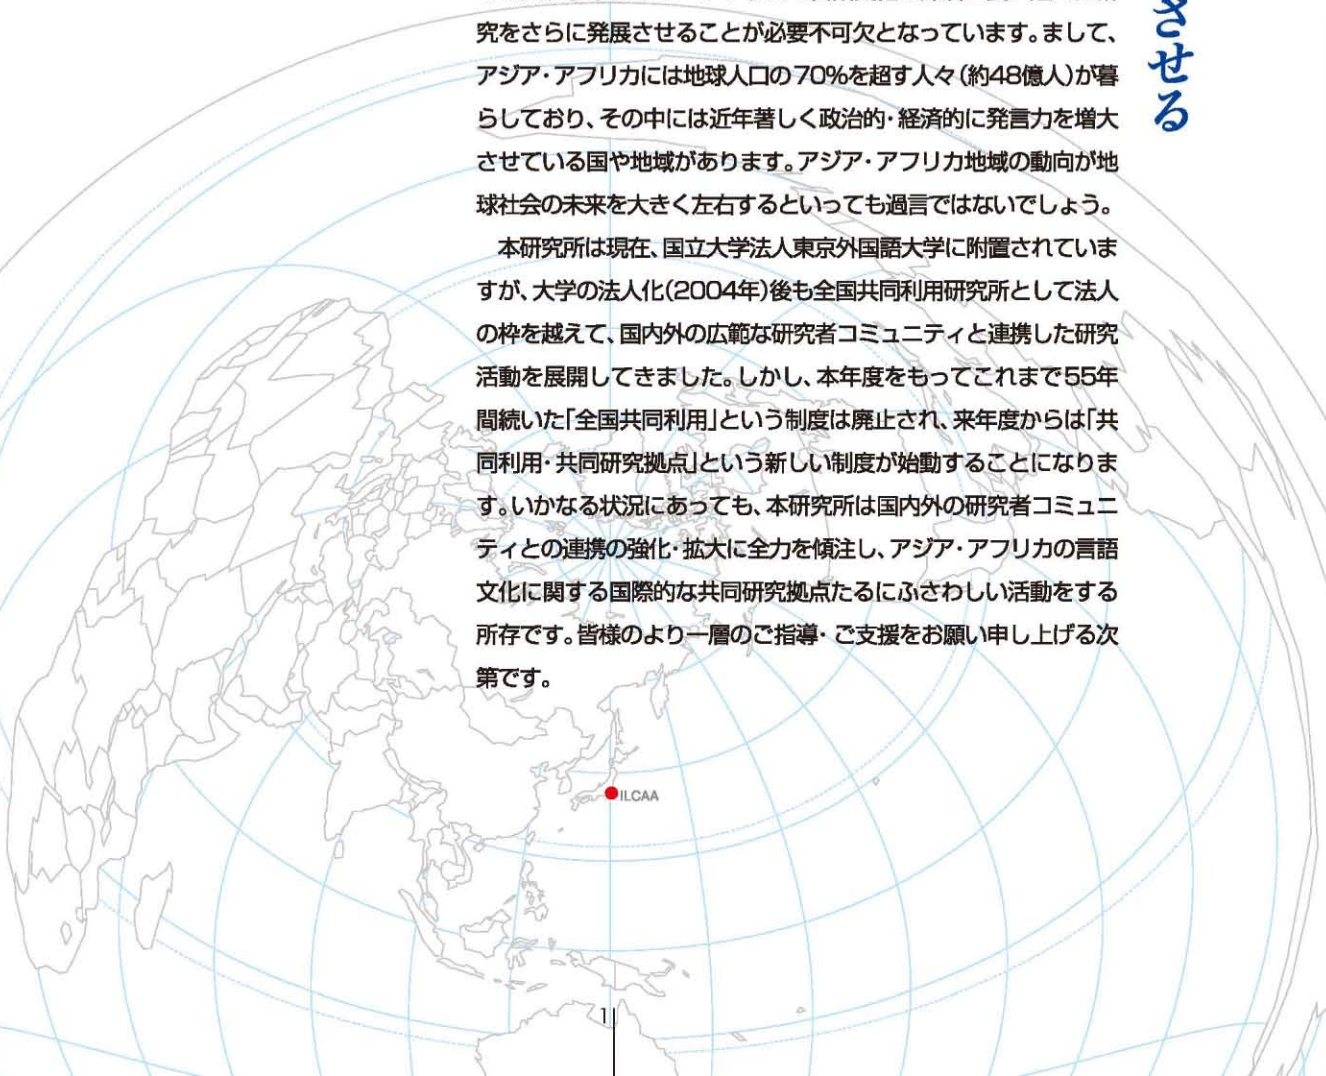 させる
究をさらに発展させることが必要不可欠となっています。まして、
アジア・アフリカには地球人口の70%を超す人々(約48億人)が暮
らしており、その中には近年著しく政治的・経済的に発言力を増大
させている国や地域があります。アジア・アフリカ地域の動向が地
球社会の未来を大きく左右するといっても過言ではないでしょう。
　本研究所は現在、国立大学法人東京外国語大学に附置されていま
すが、大学の法人化(2004年)後も全国共同利用研究所として法人
の枠を越えて、国内外の広範な研究者コミュニティと連携した研究
活動を展開してきました。しかし、本年度をもってこれまで55年
間続いた「全国共同利用」という制度は廃止され、来年度からは「共
同利用・共同研究拠点」という新しい制度が始動することになりま
す。いかなる状況にあっても、本研究所は国内外の研究者コミュニ
ティとの連携の強化・拡大に全力を傾注し、アジア・アフリカの言語
文化に関する国際的な共同研究拠点たるにふさわしい活動をする
所存です。皆様のより一層のご指導・ご支援をお願い申し上げる次
第です。
ILCAA
1